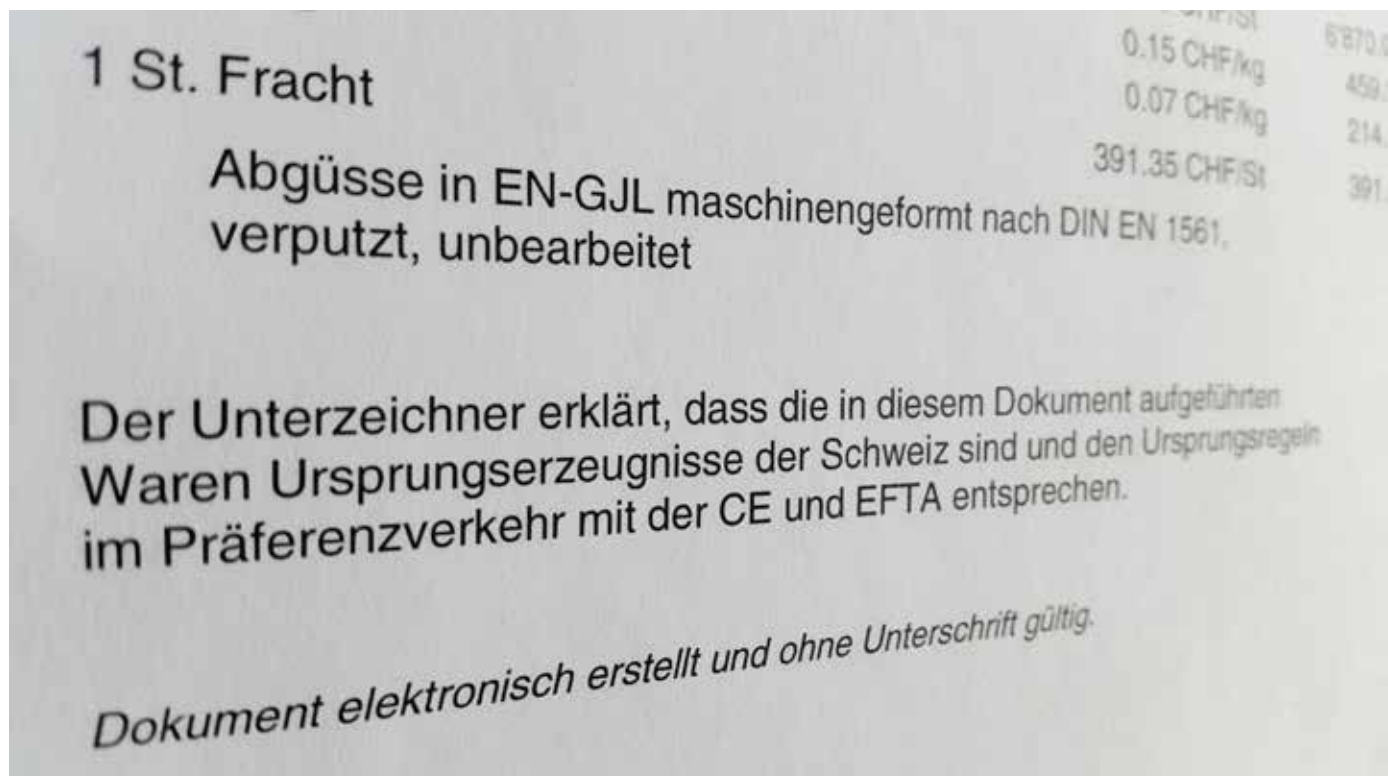 0.15 CHF/kg
0.07 CHF/kg 214.
1 St. Fracht 391.35 CHF/St 391.
Abgüsse in EN-GJL maschinengeformt nach DIN EN 1561,
verputzt, unbearbeitet
Der Unterzeichner erklärt, dass die in diesem Dokument aufgeführten
Waren Ursprungserzeugnisse der Schweiz sind und den Ursprungsregeln
im Präferenzverkehr mit der CE und EFTA entsprechen.
Dokument elektronisch erstellt und ohne Unterschrift gültig.